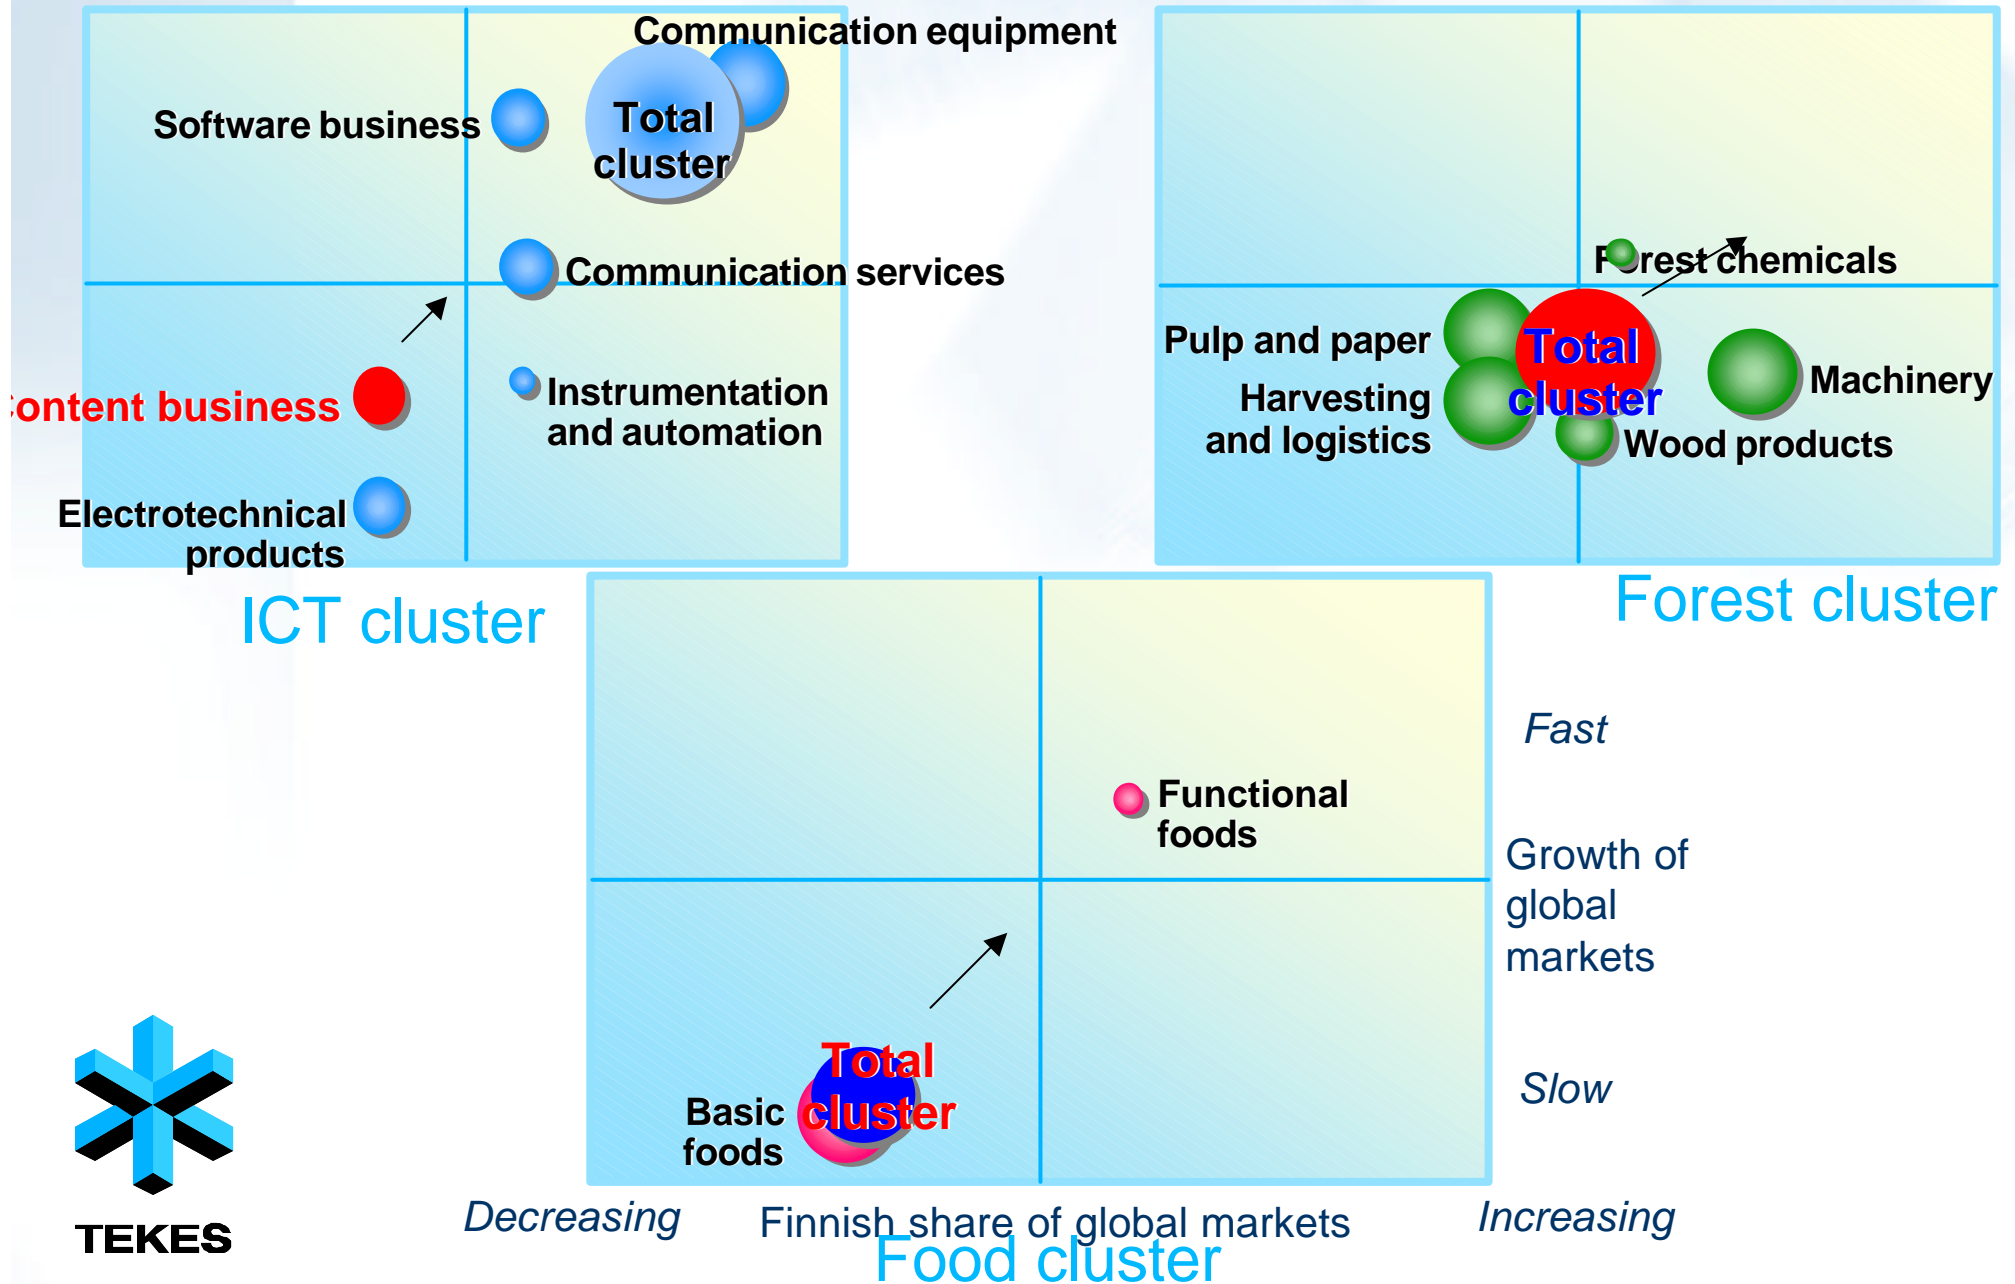 Communication equipment
Software business
Total
cluster
Communication services
ontent business
Instrumentation
and automation
Electrotechnical
products
ICT cluster
Forest chemicals
Pulp and paper
Total
cluster
Harvesting
and logistics
Machinery
Wood products
Forest cluster
Fast
Functional
foods
Growth of
global
markets
Total
cluster
Basic
foods
Slow
Decreasing
Finnish share of global markets
Increasing
Food cluster
TEKES